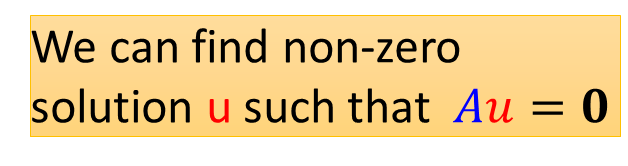 We can find non-zero
solution u such that Au = 0